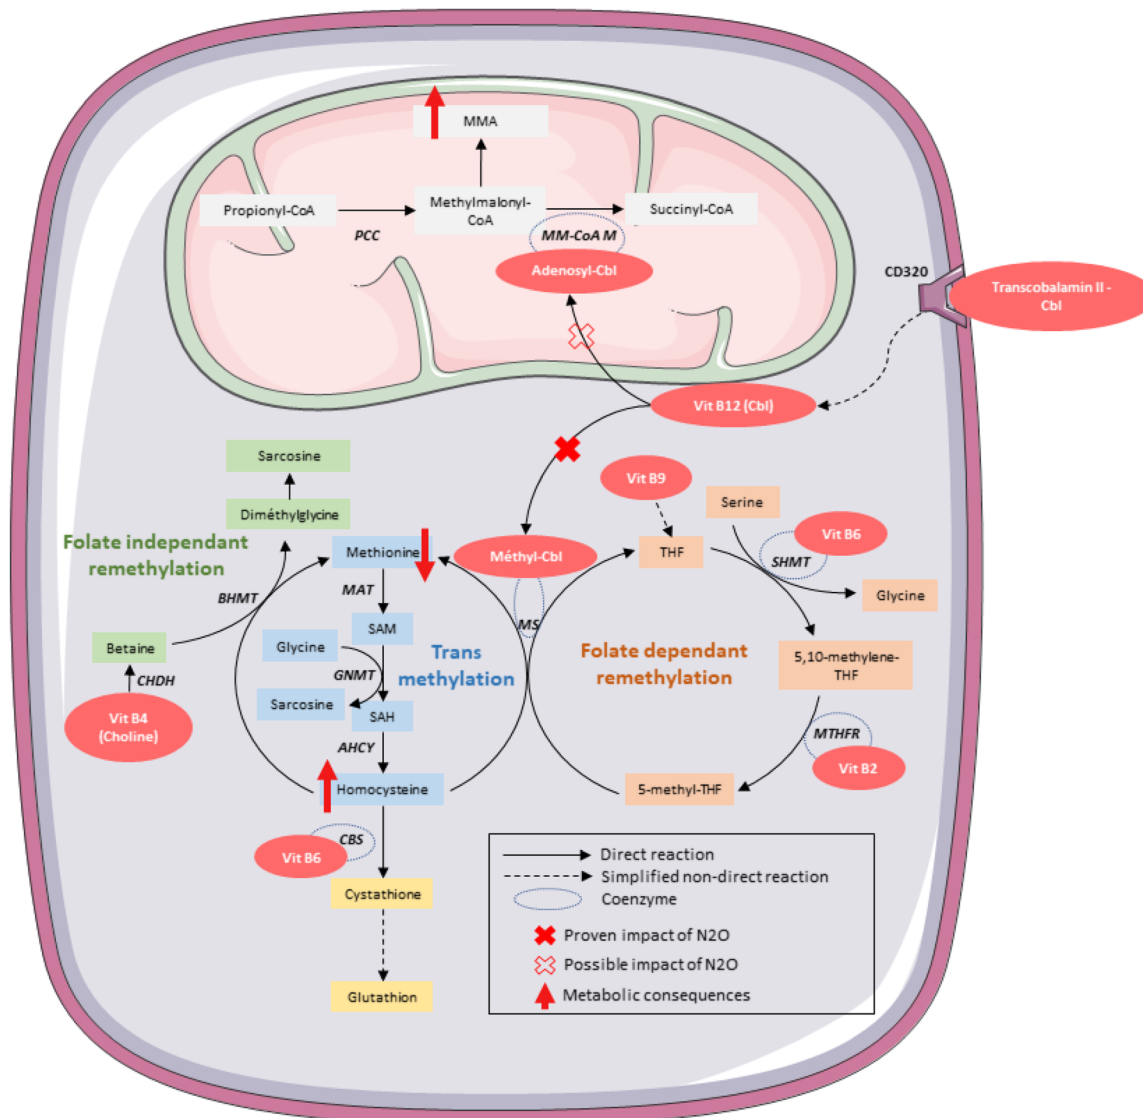 MMA
Propionyl-CoA
Methylmalonyl-
CoA
Succinyl-CoA
PCC
MM-CoA M
Adenosyl-Cbl
CD320
Transcobalamin II -
Cbl
Vit B12 (Cbl)
Sarcosine
Vit B9
Serine
Diméthylglycine
Vit B6
Folate independant
remethylation
Methionine
Méthyl-Cbl
THF
SHMT
BHMT
MAT
Glycine
MS
SAM
Betaine
Glycine
Trans
methylation
Folate dependant
remethylation
5,10-methylene-
THF
CHDH
GNMT
Sarcosine
SAH
Vit B4
(Choline)
MTHFR
AHCY
Vit B2
Homocysteine
5-methyl-THF
CBS
Vit B6
Cystathione
Glutathion
Direct reaction
Simplified non-direct reaction
Coenzyme
Proven impact of N2O
Possible impact of N2O
Metabolic consequences